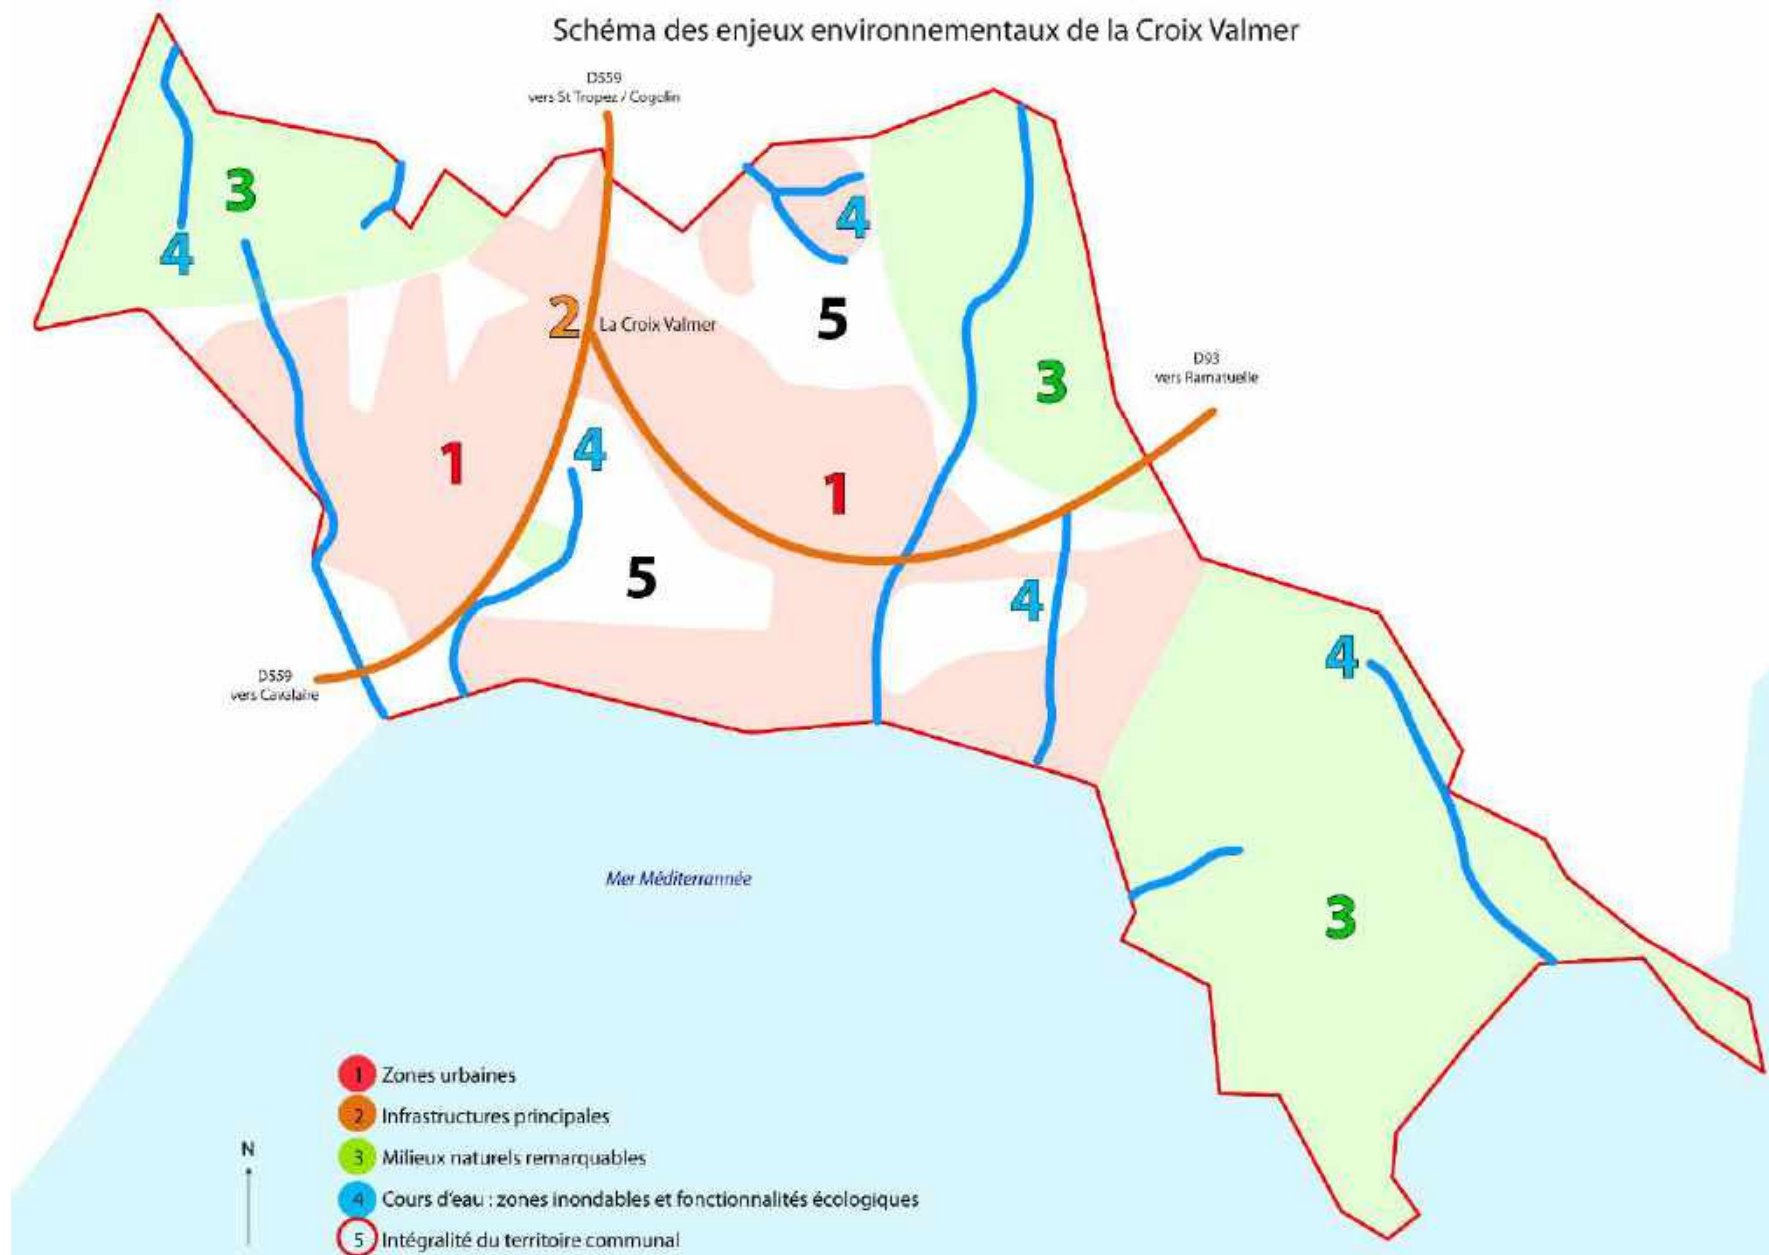 Schéma des enjeux environnementaux de la Croix Valmer
D559
vers St Tropez / Cogolin
3
4
4
5
2
La Croix Valmer
D93
vers Ramatuelle
3
1
4
1
5
4
4
D559
vers Cavalaire
Mer Méditerrannée
3
1 Zones urbaines
2 Infrastructures principales
3 Milieux naturels remarquables
4 Cours d'eau : zones inondables et fonctionnalités écologiques
5 Intégralité du territoire communal
N